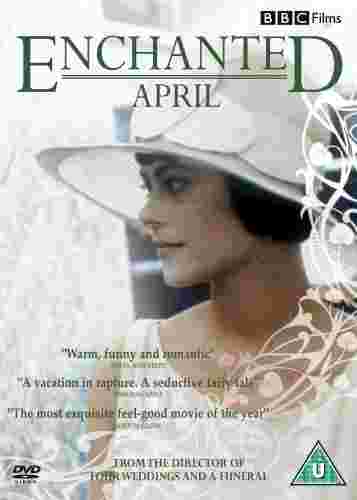 BBC Films
ENCHANTED
APRIL
"Warm, funny and romantic"
"A vacation in rapture. A seductive fairy tale"
"The most exquisite feel-good movie of the year"
DVD
VIDEO
FROM THE DIRECTOR OF
FOUR WEDDINGS AND A FUNERAL
U